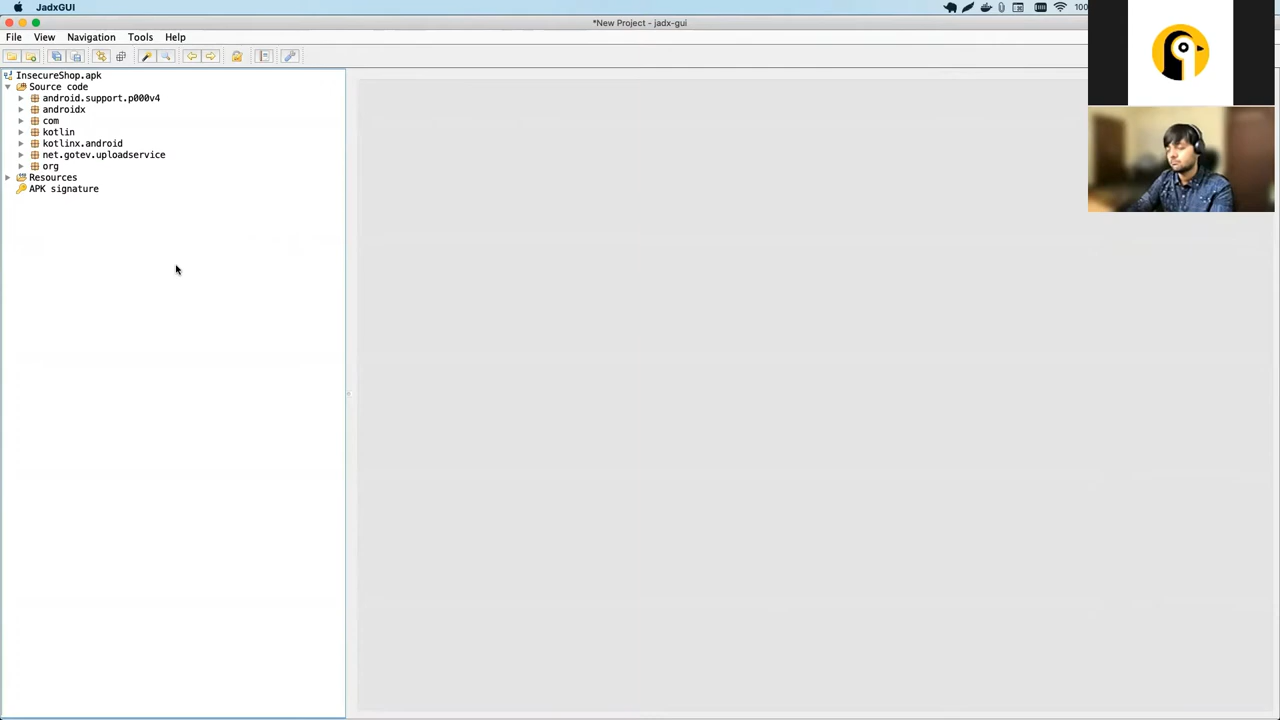 JadxGUI
100
*New Project - jadx-gui
File View Navigation Tools Help
InsecureShop.apk
Source code
android.support.p000v4
androidx
com
kotlin
kotlinx.android
net.gotev.uploadservice
org
Resources
APK signature